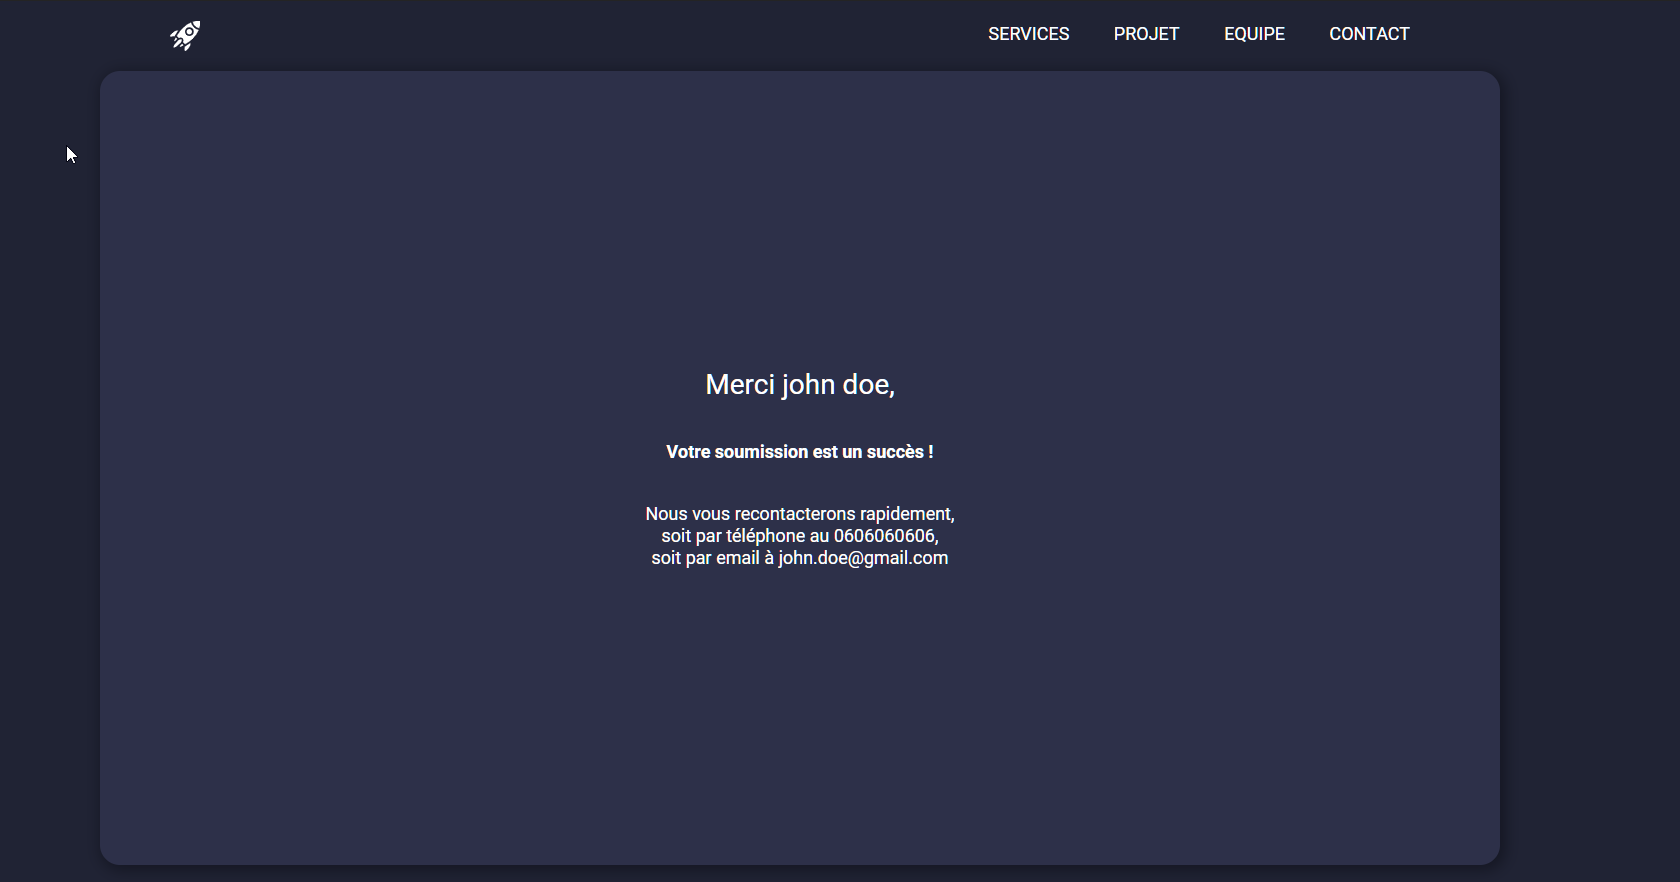 SERVICES PROJET EQUIPE CONTACT
Merci john doe,
Votre soumission est un succès !
Nous vous recontacterons rapidement,
soit par téléphone au 0606060606,
soit par email à john.doe@gmail.com